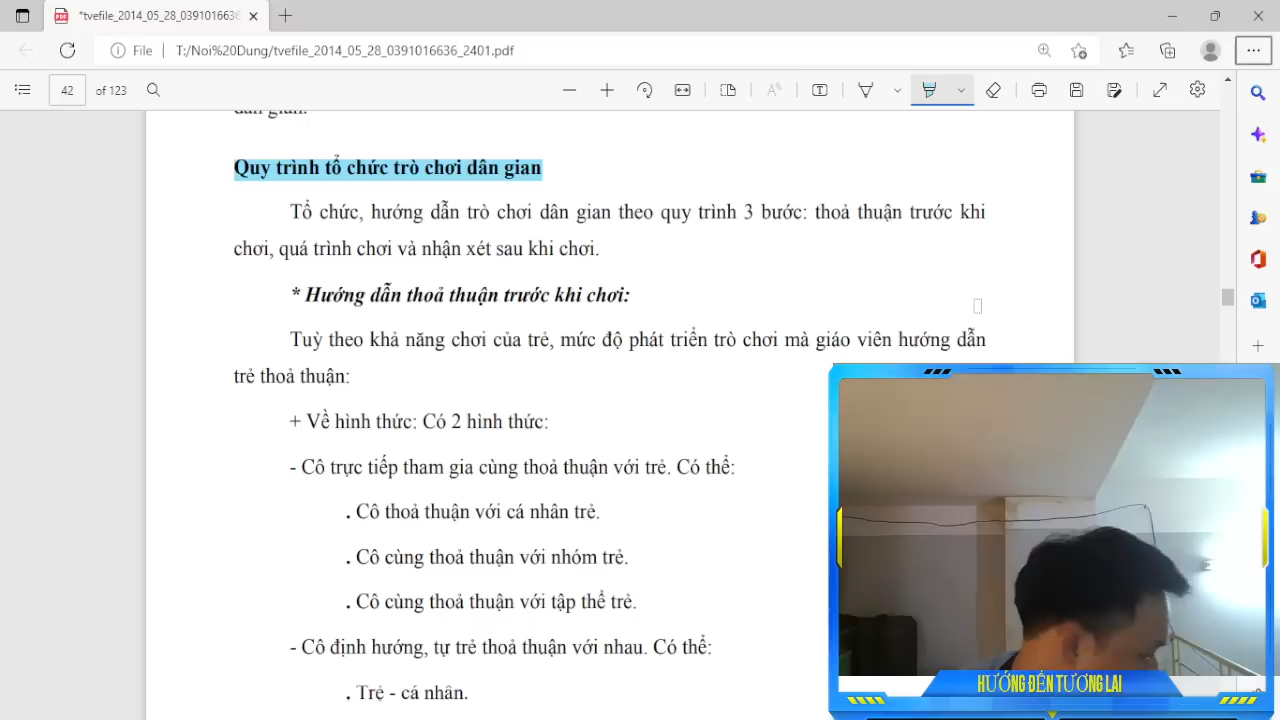 *tvefile_2014_05_28_0391016636
File
T:/Noi%20Dung/tvefile_2014_05_28_0391016636_2401.pdf
42
of 123
Quy trình tổ chức trò chơi dân gian
Tổ chức, hướng dẫn trò chơi dân gian theo quy trình 3 bước: thoả thuận trước khi
chơi, quá trình chơi và nhận xét sau khi chơi.
* Hướng dẫn thoả thuận trước khi chơi:
Tuỳ theo khả năng chơi của trẻ, mức độ phát triển trò chơi mà giáo viên hướng dẫn
trẻ thoả thuận:
+ Về hình thức: Có 2 hình thức:
- Cô trực tiếp tham gia cùng thoả thuận với trẻ. Có thể:
. Cô thoả thuận với cá nhân trẻ.
. Cô cùng thoả thuận với nhóm trẻ.
. Cô cùng thoả thuận với tập thể trẻ.
- Cô định hướng, tự trẻ thoả thuận với nhau. Có thể:
. Trẻ - cá nhân.
HƯỚNG ĐẾN TƯƠNG LAI